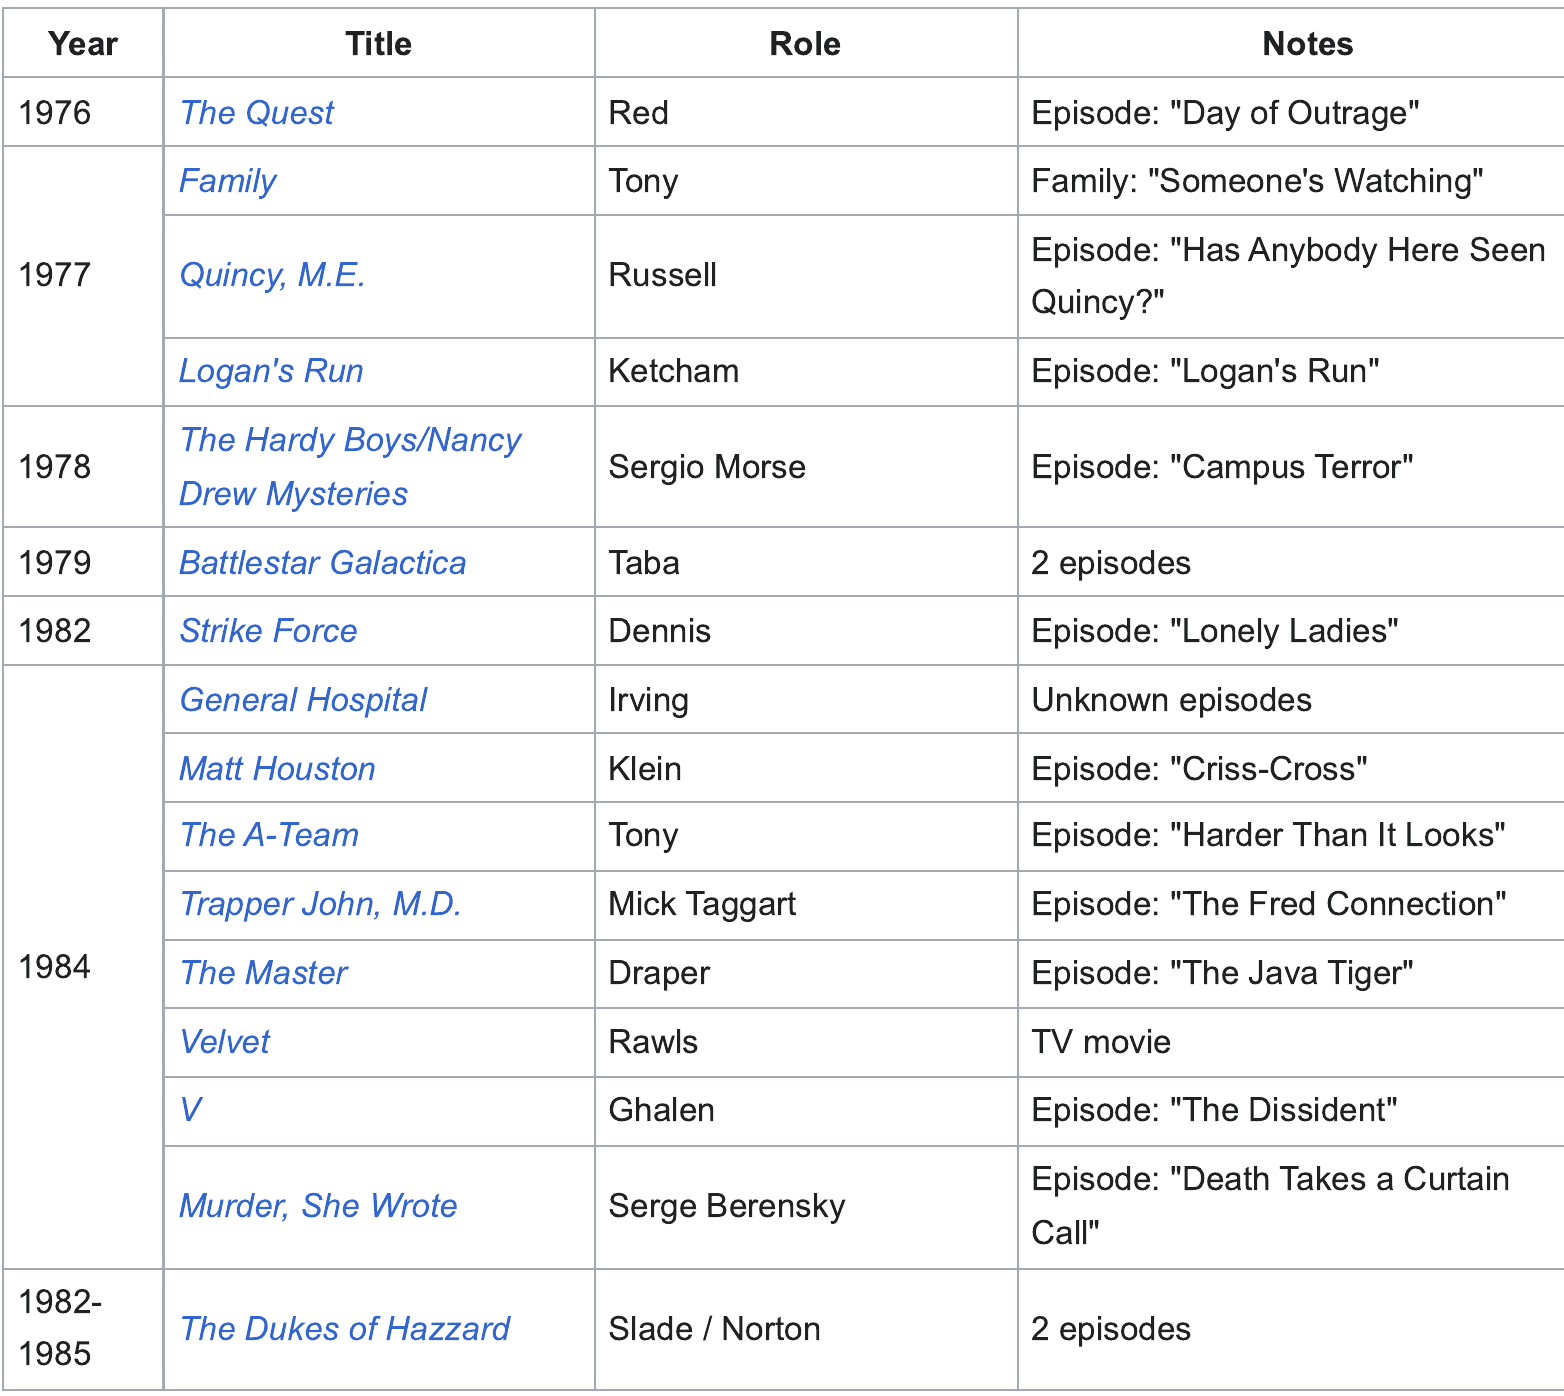 Year Title Role Notes
1976 The Quest Red Episode: "Day of Outrage"
1977
Family Tony Family: "Someone's Watching"
Quincy, M.E. Russell Episode: "Has Anybody Here Seen
Quincy?"
Logan's Run Ketcham Episode: "Logan's Run"
1978
The Hardy Boys/Nancy
Drew Mysteries
Sergio Morse Episode: "Campus Terror"
1979 Battlestar Galactica Taba 2 episodes
1982 Strike Force Dennis Episode: "Lonely Ladies"
1984
General Hospital Irving Unknown episodes
Matt Houston Klein Episode: "Criss-Cross"
The A-Team Tony Episode: "Harder Than It Looks"
Trapper John, M.D. Mick Taggart Episode: "The Fred Connection"
The Master Draper Episode: "The Java Tiger"
Velvet Rawls TV movie
V Ghalen Episode: "The Dissident"
Murder, She Wrote Serge Berensky Episode: "Death Takes a Curtain
Call"
1982-
1985
The Dukes of Hazzard Slade / Norton 2 episodes